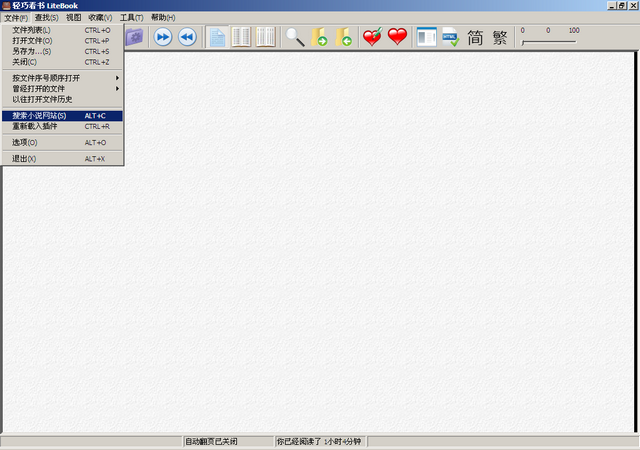 轻巧看书 LiteBook
文件(F) 查找(S) 视图 收藏(V) 工具(T) 帮助(H)
文件列表(L) CTRL+O
打开文件(O) CTRL+P
另存为...(S) CTRL+S
关闭(C) CTRL+Z
按文件序号顺序打开
曾经打开的文件
以往打开文件历史
搜索小说网站(S) ALT+C
重新载入插件 CTRL+R
选项(O) ALT+O
退出(X) ALT+X
HTML 简 繁 0 0 100
自动翻页已关闭 你已经阅读了 1小时4分钟